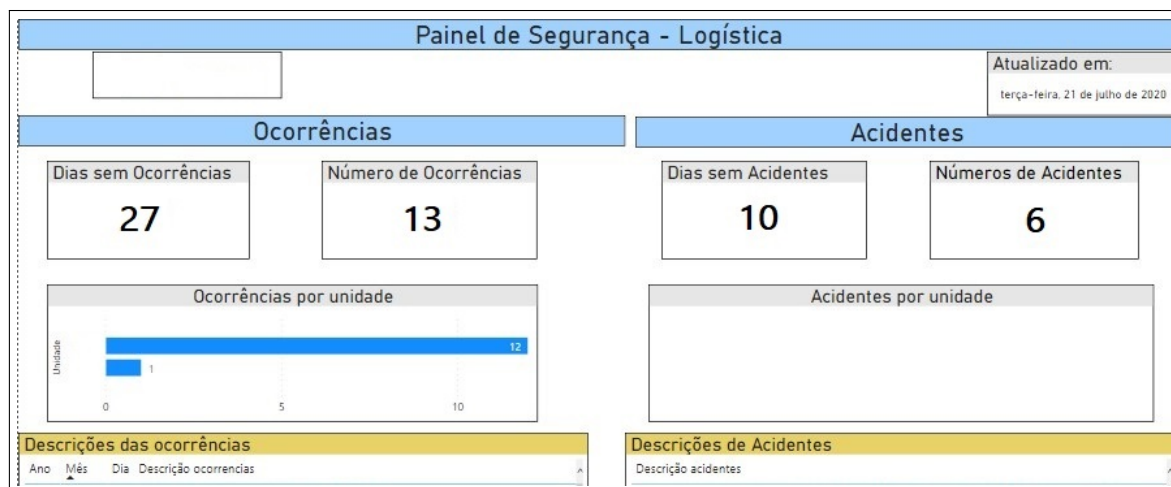 Painel de Segurança - Logística
Atualizado em:
terça-feira, 21 de julho de 2020
Ocorrências
Acidentes
Dias sem Ocorrências
Número de Ocorrências
Dias sem Acidentes
Números de Acidentes
27
13
10
6
Ocorrências por unidade
Acidentes por unidade
Unidade
12
1
0
5
10
Descrições das ocorrências
Descrições de Acidentes
Ano Mês Dia Descrição ocorrencias
Descrição acidentes